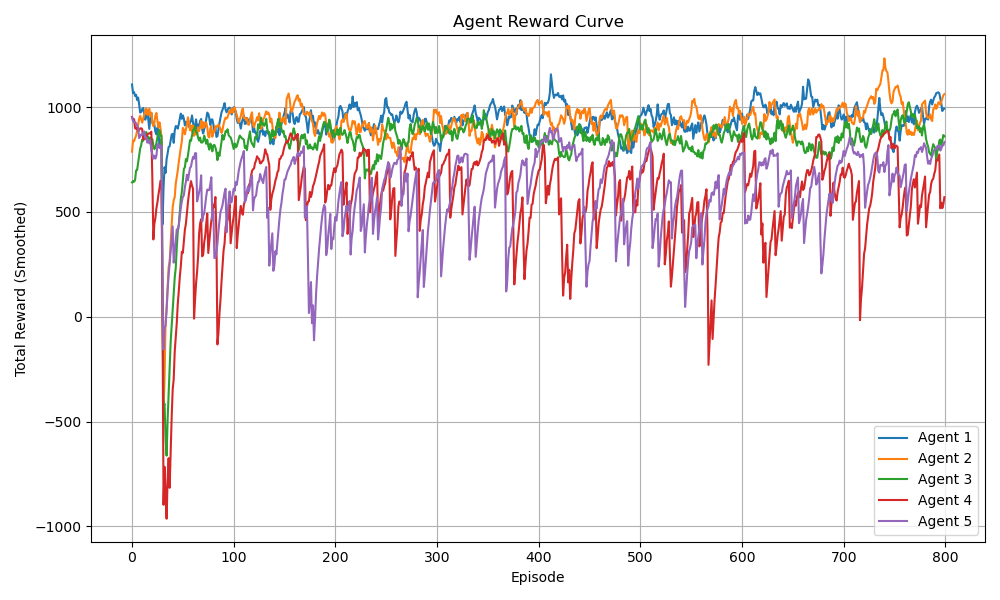 Agent Reward Curve
Total Reward (Smoothed)
1000
500
0
−500
−1000
0 100 200 300 400 500 600 700 800
Episode
Agent 1
Agent 2
Agent 3
Agent 4
Agent 5